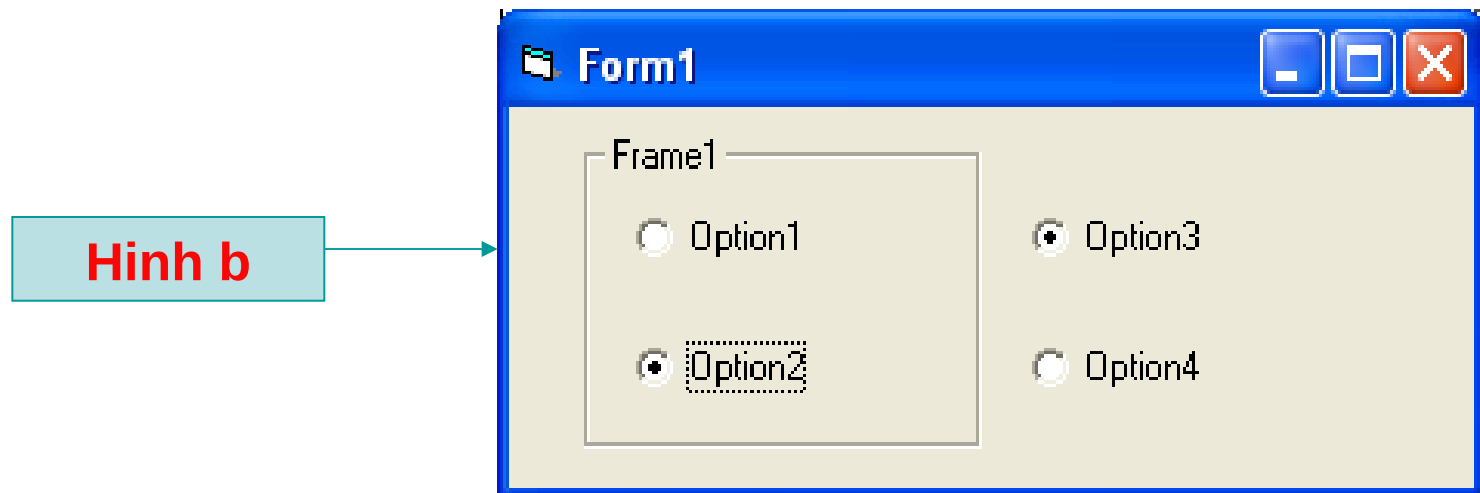 Form1
Frame1
Option1
Option3
Hinh b
Option2
Option4